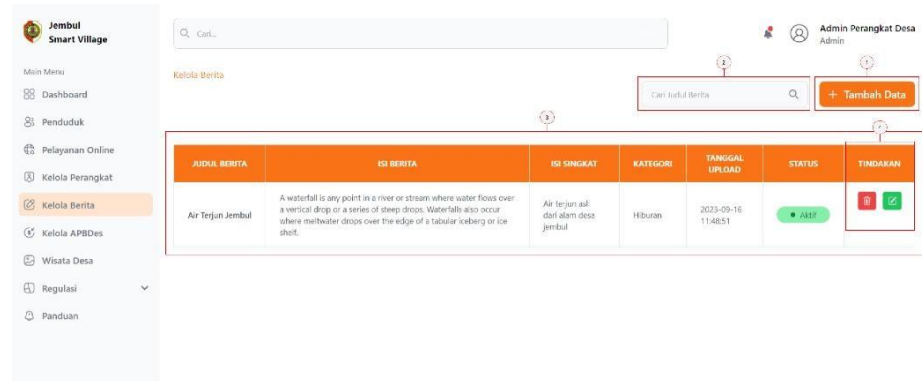 Jembul
Smart Village
Cari...
Admin Perangkat Desa
Admin
Main Menu
Dashboard
Penduduk
Pelayanan Online
Kelola Perangkat
Kelola Berita
Kelola APBDes
Wisata Desa
Regulasi
Panduan
Kelola Berita
2
1
Cari Judul Berita
+ Tambah Data
3
JUDUL BERITA
ISI BERITA
ISI SINGKAT
KATEGORI
TANGGAL
UPLOAD
STATUS
TINDAKAN
Air Terjun Jembul
A waterfall is any point in a river or stream where water flows over
a vertical drop or a series of steep drops. Waterfalls also occur
where meltwater drops over the edge of a tabular iceberg or ice
shelf.
Air terjun asli
dari alam desa
jembul
Hiburan
2023-09-16
11:48:51
Aktif